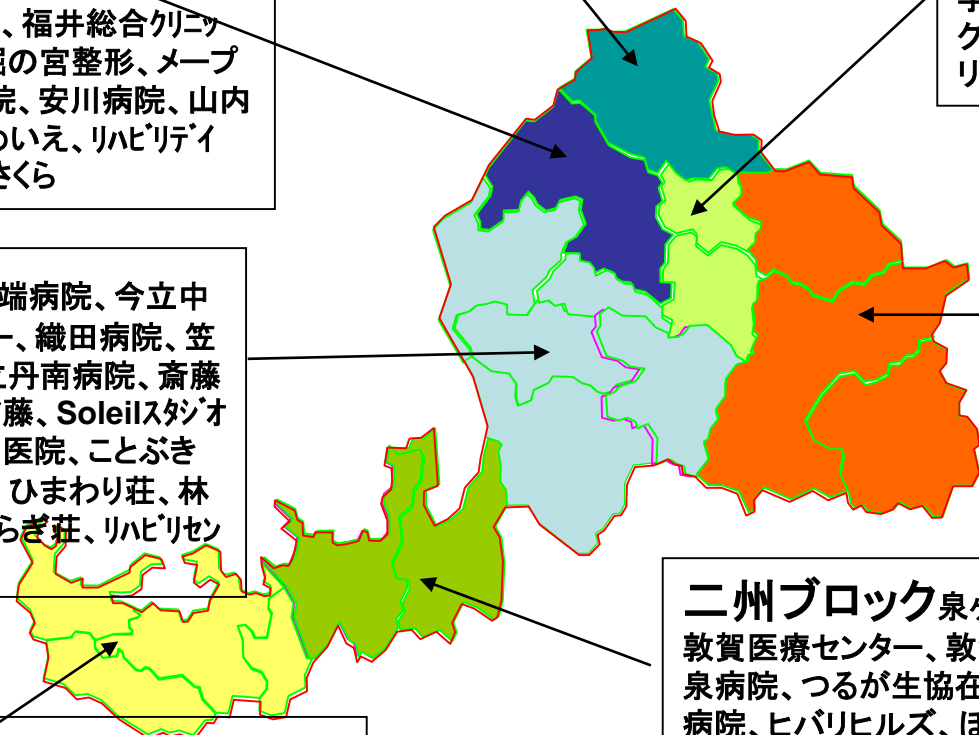 、福井総合クリニッ
の宮整形、メープ
院、安川病院、山内
いえ、リハビリデイ
さくら
ク
リ
端病院、今立中
ー、織田病院、笠
丹南病院、斎藤
藤、Soleilスタジオ
医院、ことぶき
ひまわり荘、林
らぎ荘、リハビリセン
二州ブロック泉ヶ
敦賀医療センター、敦
泉病院、つるが生協在
病院、ヒバリヒルズ、ほ